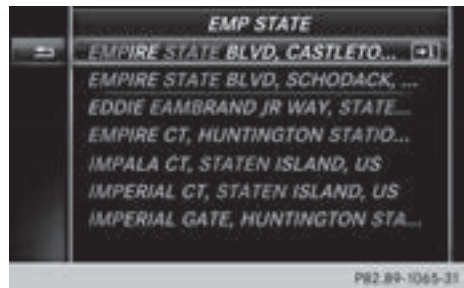 EMP STATE
EMPIRE STATE BLVD, CASTLETO...
EMPIRE STATE BLVD, SCHODACK, ...
EDDIE EAMBRAND JR WAY, STATE...
EMPIRE CT, HUNTINGTON STATIO...
IMPALA CT, STATEN ISLAND, US
IMPERIAL CT, STATEN ISLAND, US
IMPERIAL GATE, HUNTINGTON STA...
P82.89-1065-31